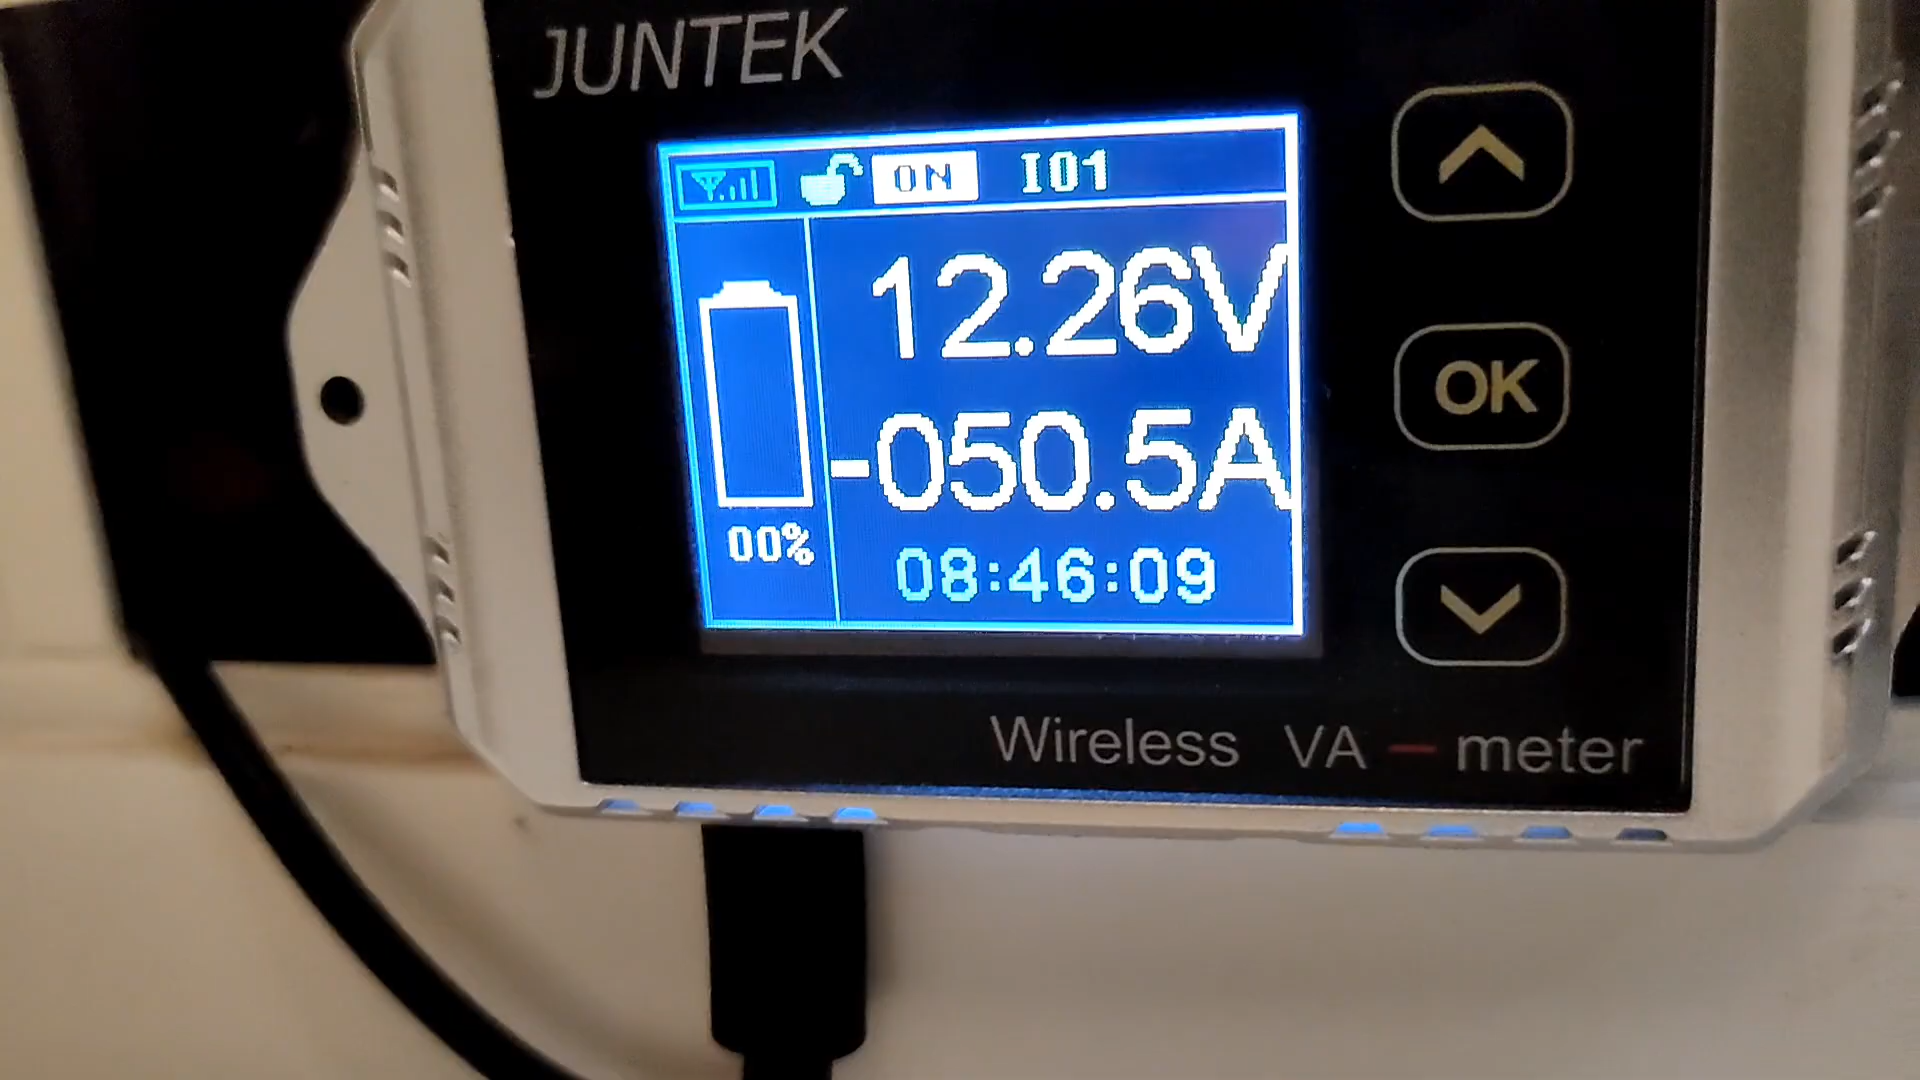 JUNTEK
ON I01
12.26V
-050.5A
00%
08:46:09
OK
Wireless VA – meter